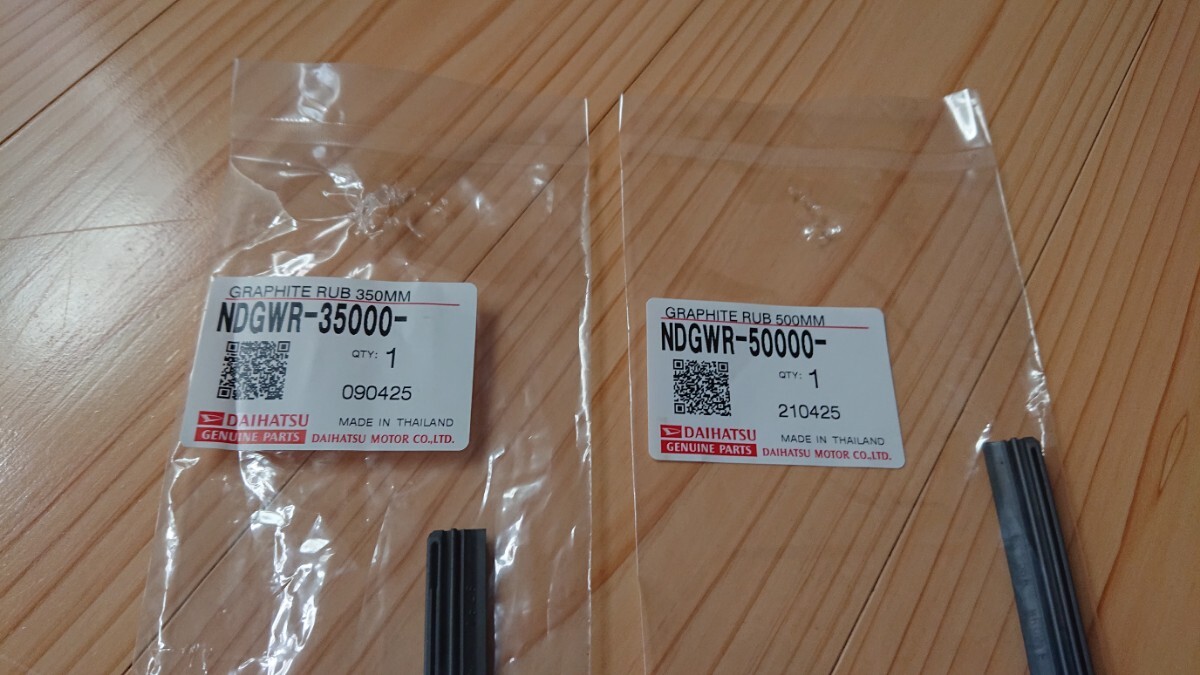 GRAPHITE RUB 350MM
NDGWR-35000-
QTY: 1
090425
DAIHATSU
GENUINE PARTS
MADE IN THAILAND
DAIHATSU MOTOR CO.,LTD.
GRAPHITE RUB 500MM
NDGWR-50000-
QTY: 1
210425
DAIHATSU
GENUINE PARTS
MADE IN THAILAND
DAIHATSU MOTOR CO.,LTD.